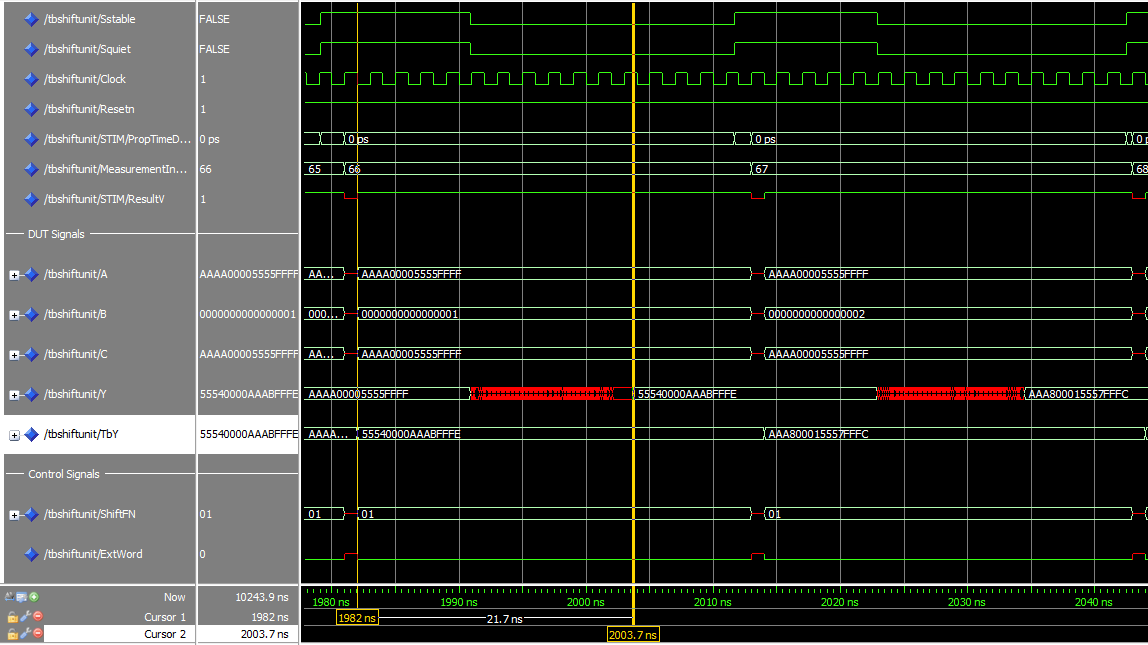 /tbshiftunit/Sstable FALSE
/tbshiftunit/Squiet FALSE
/tbshiftunit/Clock 1
/tbshiftunit/Resetn 1
/tbshiftunit/STIM/PropTimeD... 0 ps 0 ps 0 ps 0 p
/tbshiftunit/MeasurementIn... 66 65 66 67 68
/tbshiftunit/STIM/ResultV 1
DUT Signals
/tbshiftunit/A AAAA00005555FFFF AA... AAAA00005555FFFF AAAA00005555FFFF
/tbshiftunit/B 0000000000000001 000... 0000000000000001 0000000000000002
/tbshiftunit/C AAAA00005555FFFF AA... AAAA00005555FFFF AAAA00005555FFFF
/tbshiftunit/Y 55540000AAABFFFE AAAA00005555FFFF 55540000AAABFFFE AAA800015557FFFC
/tbshiftunit/TbY 55540000AAABFFFE AAAA... 55540000AAABFFFE AAA800015557FFFC
Control Signals
/tbshiftunit/ShiftFN 01 01 01 01
/tbshiftunit/ExtWord 0
Now 10243.9 ns 1980 ns 1990 ns 2000 ns 2010 ns 2020 ns 2030 ns 2040 ns
Cursor 1 1982 ns 1982 ns 21.7 ns
Cursor 2 2003.7 ns 2003.7 ns